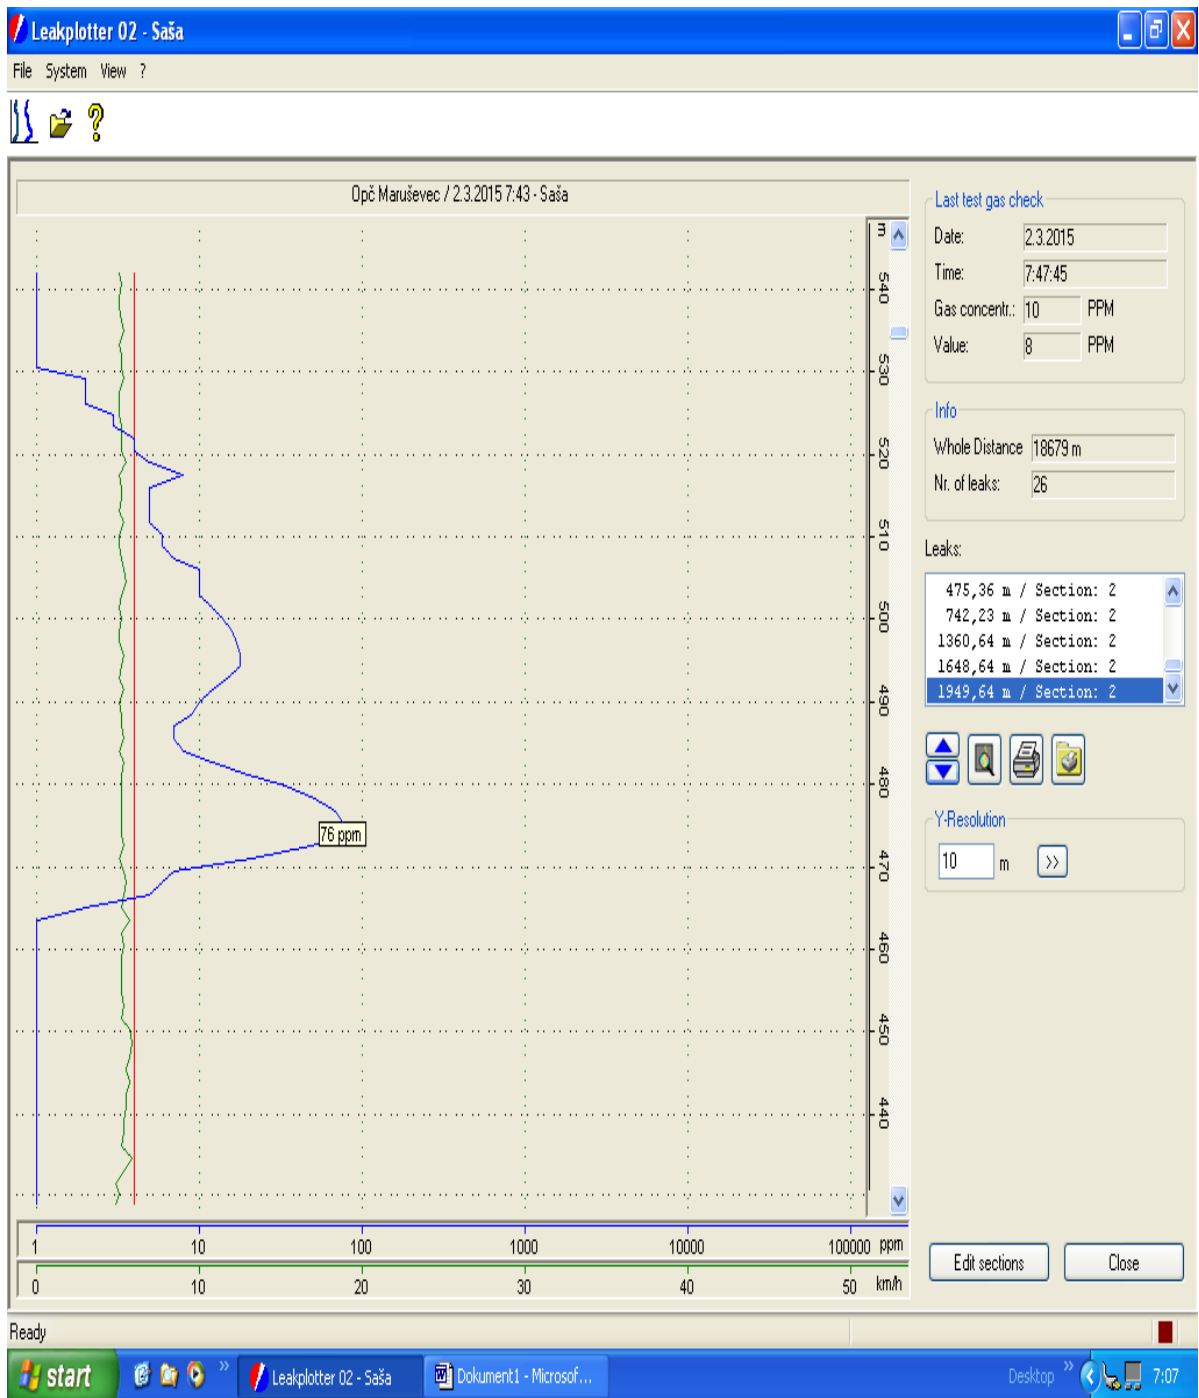 Leakplotter 02 - Saša
File System View ?
Opč Maruševec / 2.3.2015 7:43 - Saša
m
540
530
520
510
500
490
480
470
460
450
440
76 ppm
1 10 100 1000 10000 100000 ppm
0 10 20 30 40 50 km/h
Last test gas check
Date: 2.3.2015
Time: 7:47:45
Gas concentr.: 10 PPM
Value: 8 PPM
Info
Whole Distance 18679 m
Nr. of leaks: 26
Leaks:
475,36 m / Section: 2
742,23 m / Section: 2
1360,64 m / Section: 2
1648,64 m / Section: 2
1949,64 m / Section: 2
Y-Resolution
10 m >>
Edit sections Close
Ready
start » Leakplotter 02 - Saša Dokument1 - Microsof... Desktop » 7:07